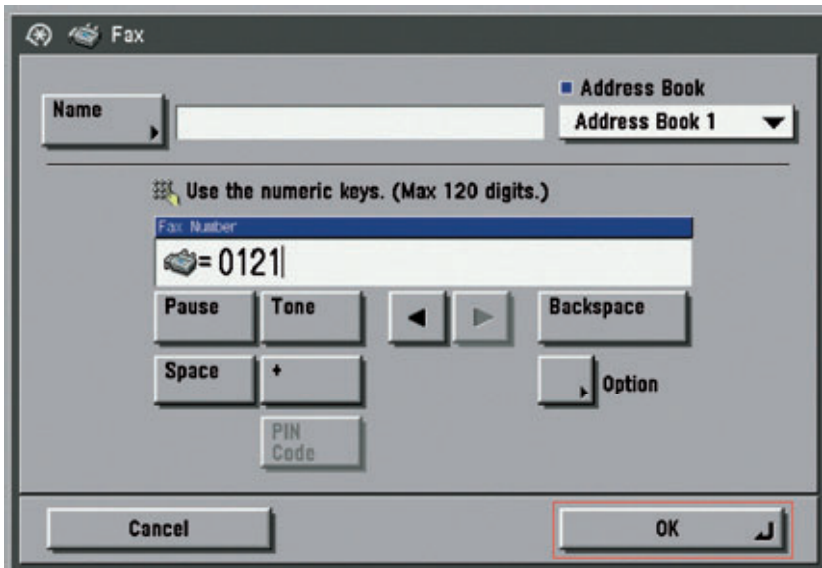 Fax
Address Book
Name
Address Book 1
Use the numeric keys. (Max 120 digits.)
Fax Number
= 0121
Pause
Tone
Backspace
Space
+
Option
PIN
Code
Cancel
OK